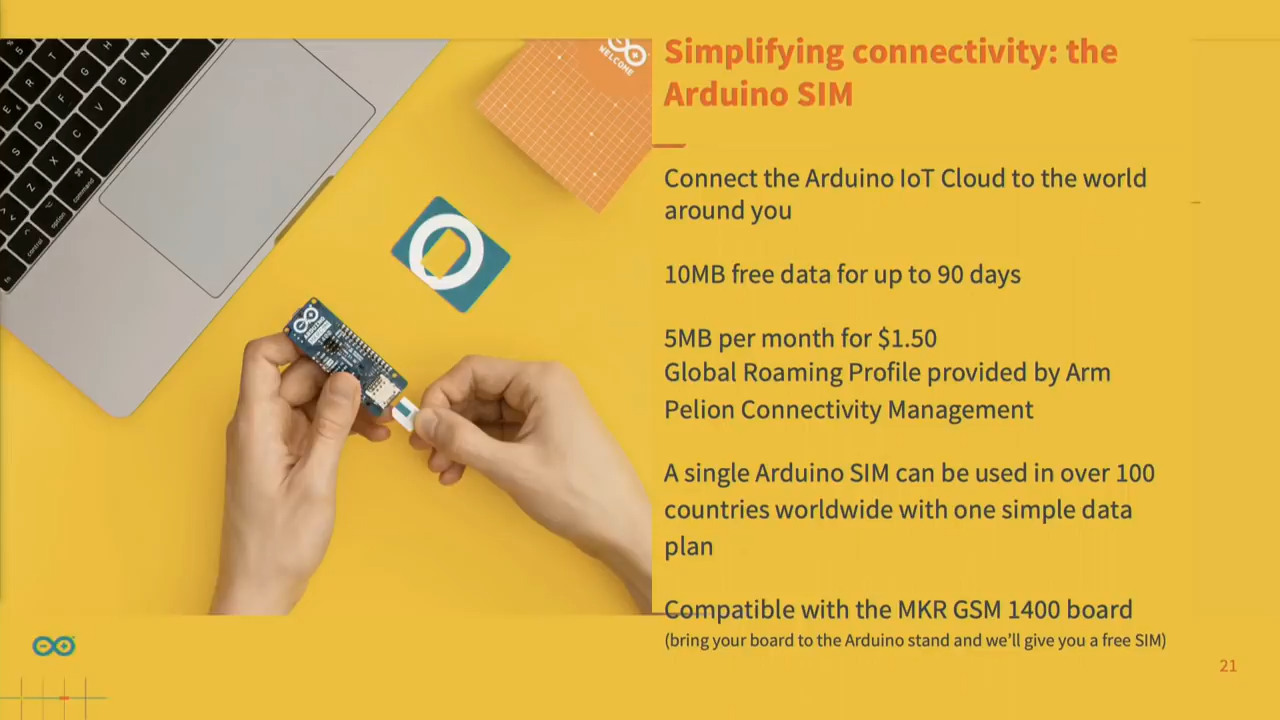 Simplifying connectivity: the
Arduino SIM
WELCOME
Connect the Arduino IoT Cloud to the world
around you
10MB free data for up to 90 days
5MB per month for $1.50
Global Roaming Profile provided by Arm
Pelion Connectivity Management
A single Arduino SIM can be used in over 100
countries worldwide with one simple data
plan
Compatible with the MKR GSM 1400 board
(bring your board to the Arduino stand and we'll give you a free SIM)
21